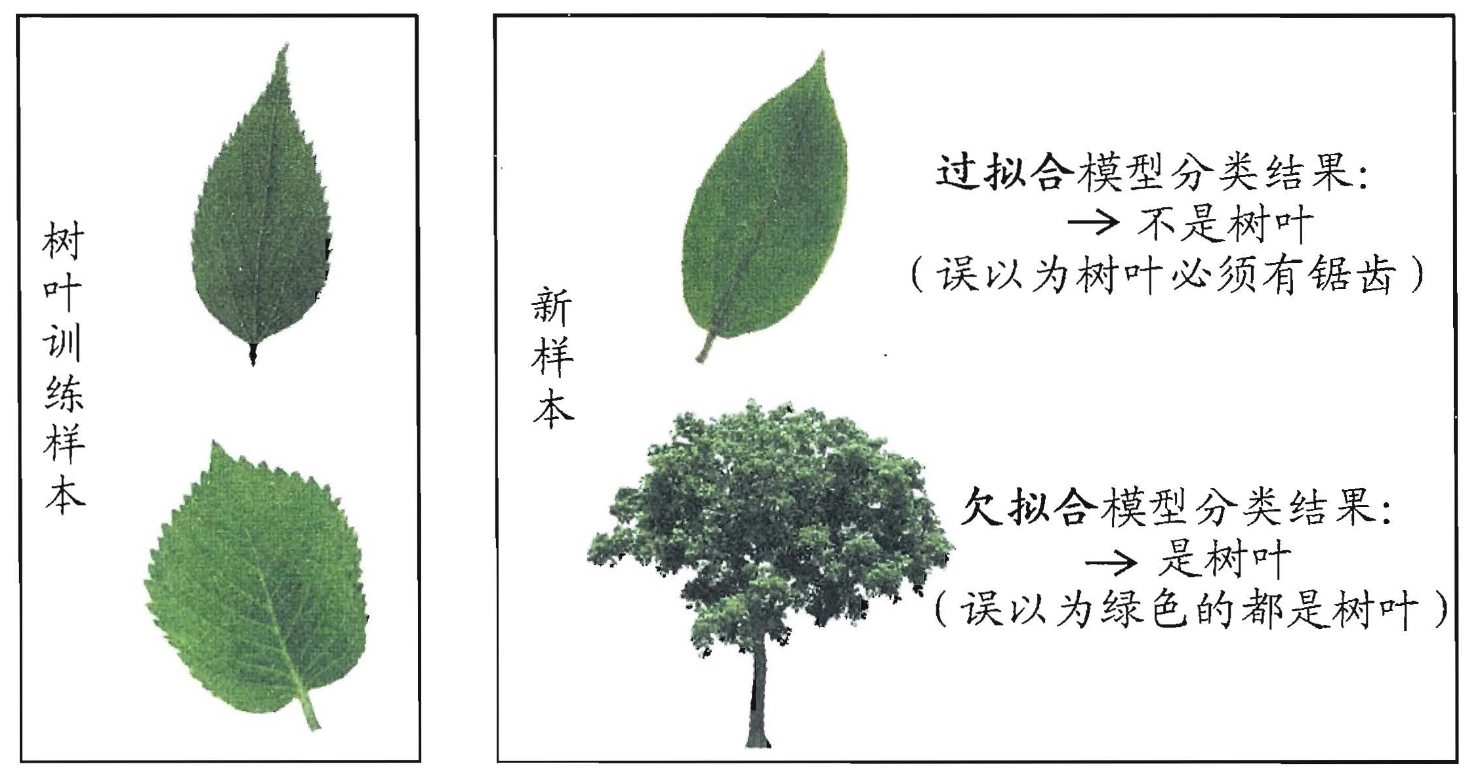 树叶训练样本
新样本
过拟合模型分类结果：
→ 不是树叶
（误以为树叶必须有锯齿）
欠拟合模型分类结果：
→ 是树叶
（误以为绿色的都是树叶）